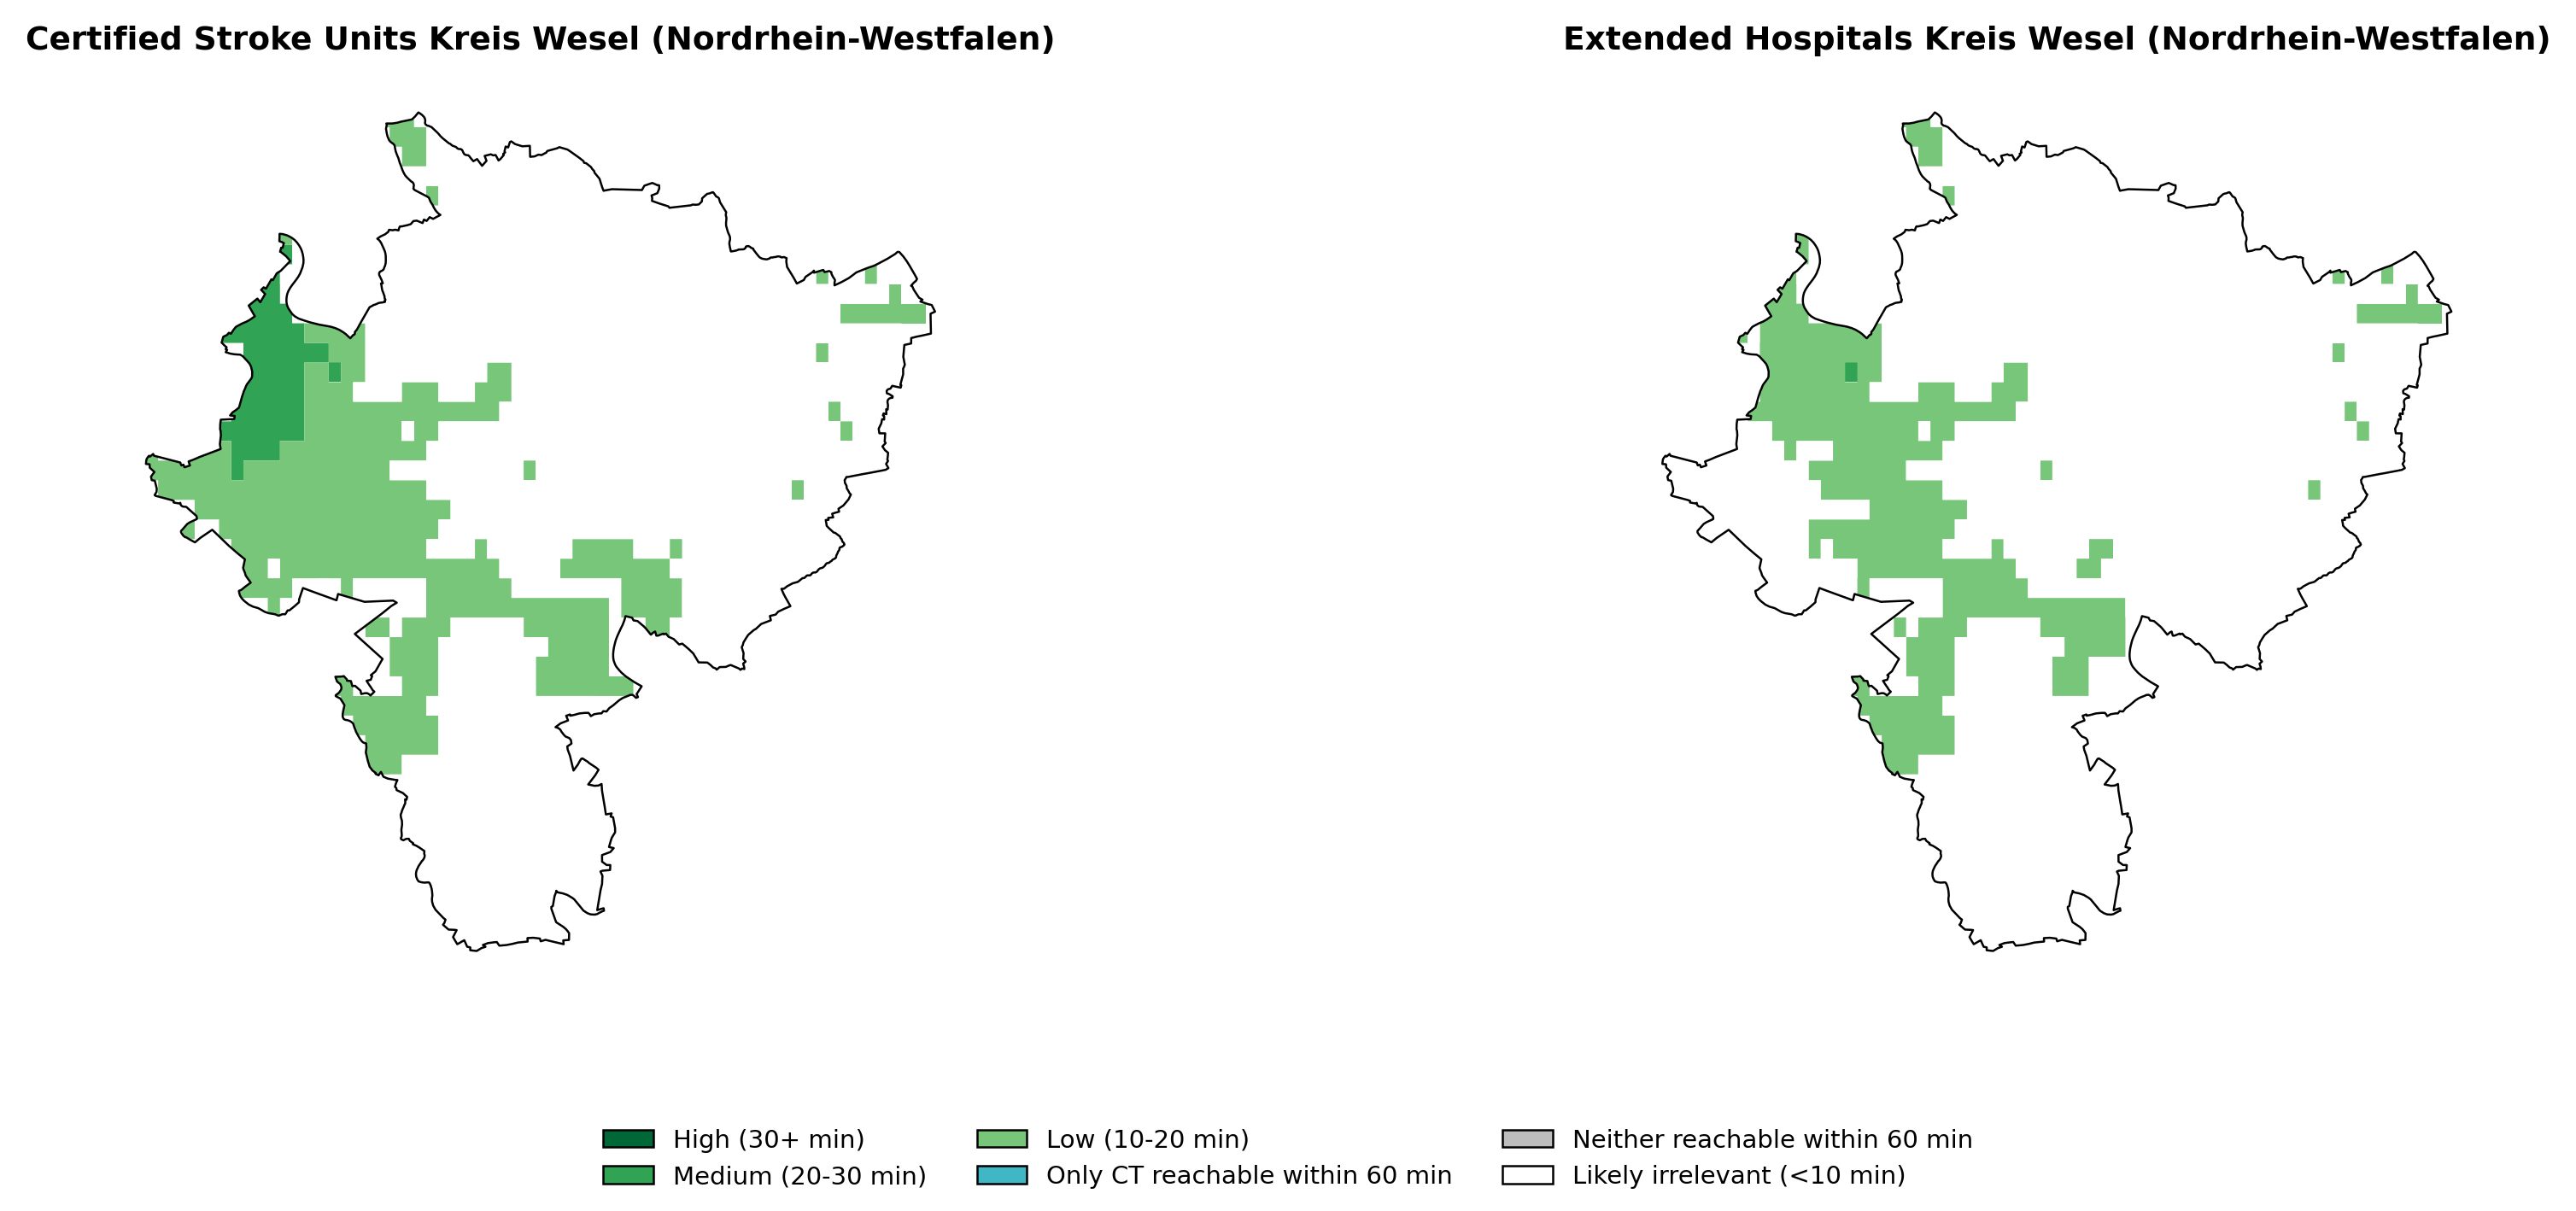 Certified Stroke Units Kreis Wesel (Nordrhein-Westfalen)
Extended Hospitals Kreis Wesel (Nordrhein-Westfalen)
High (30+ min)
Medium (20-30 min)
Low (10-20 min)
Only CT reachable within 60 min
Neither reachable within 60 min
Likely irrelevant (<10 min)